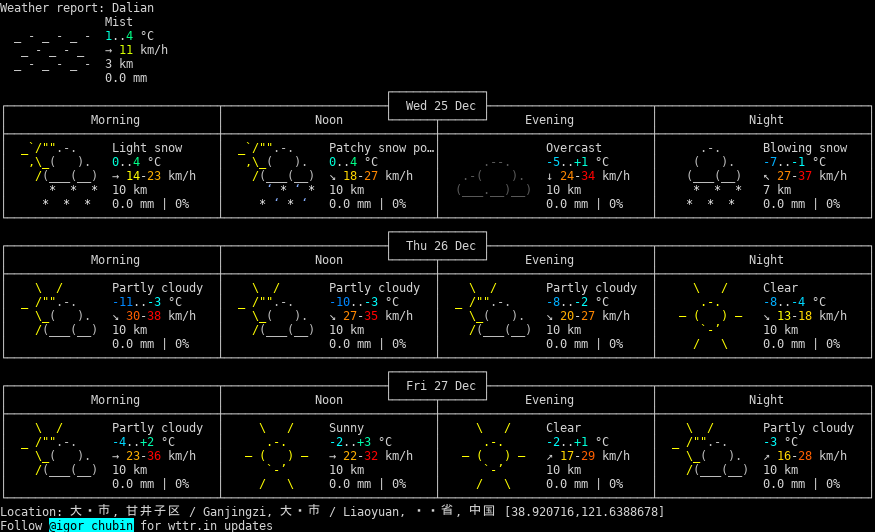 Weather report: Dalian
Mist
1..4 °C
→ 11 km/h
3 km
0.0 mm
Wed 25 Dec
Morning Noon Evening Night
Light snow Patchy snow po… Overcast Blowing snow
0..4 °C 0..4 °C -5..+1 °C -7..-1 °C
→ 14-23 km/h ↘ 18-27 km/h ↓ 24-34 km/h ↖ 27-37 km/h
10 km 10 km 10 km 7 km
0.0 mm | 0% 0.0 mm | 0% 0.0 mm | 0% 0.0 mm | 0%
Thu 26 Dec
Morning Noon Evening Night
Partly cloudy Partly cloudy Partly cloudy Clear
-11..-3 °C -10..-3 °C -8..-2 °C -8..-4 °C
↘ 30-38 km/h ↘ 27-35 km/h ↘ 20-27 km/h ↘ 13-18 km/h
10 km 10 km 10 km 10 km
0.0 mm | 0% 0.0 mm | 0% 0.0 mm | 0% 0.0 mm | 0%
Fri 27 Dec
Morning Noon Evening Night
Partly cloudy Sunny Clear Partly cloudy
-4..+2 °C -2..+3 °C -2..+1 °C -3 °C
→ 23-36 km/h → 22-32 km/h ↗ 17-29 km/h ↗ 16-28 km/h
10 km 10 km 10 km 10 km
0.0 mm | 0% 0.0 mm | 0% 0.0 mm | 0% 0.0 mm | 0%
Location: 大・市, 甘井子区 / Ganjingzi, 大・市 / Liaoyuan, ・・省, 中国 [38.920716,121.6388678]
Follow @igor_chubin for wttr.in updates